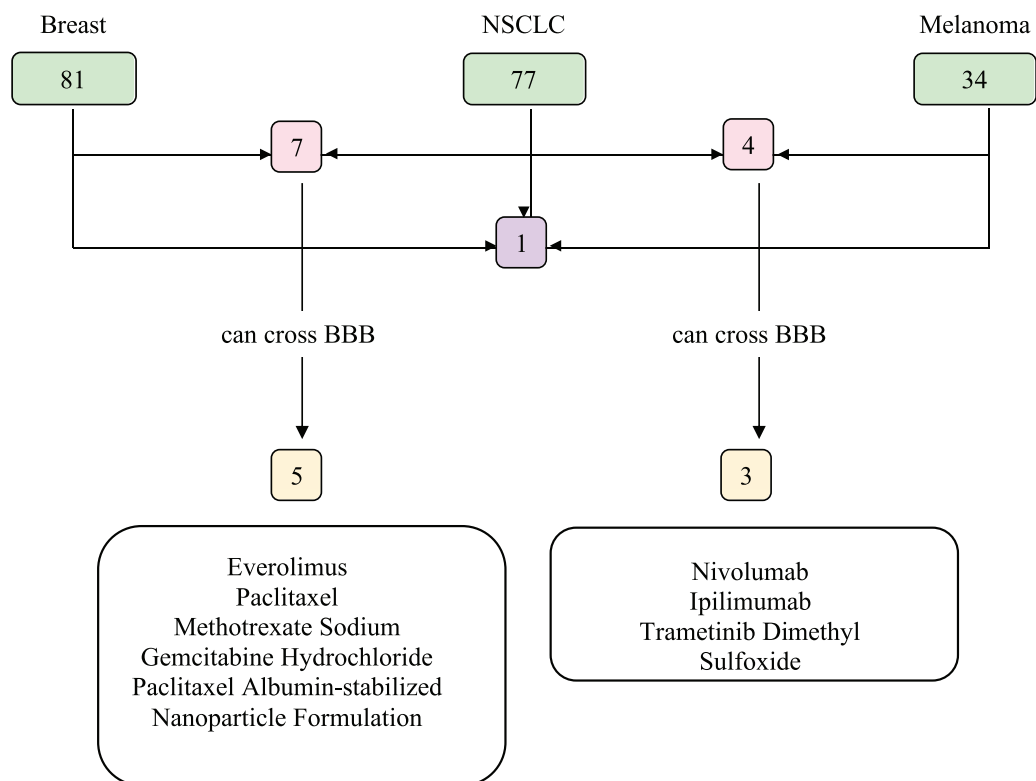 Breast
NSCLC
Melanoma
81
77
34
7
4
1
can cross BBB
can cross BBB
5
3
Everolimus
Paclitaxel
Methotrexate Sodium
Gemcitabine Hydrochloride
Paclitaxel Albumin-stabilized
Nanoparticle Formulation
Nivolumab
Ipilimumab
Trametinib Dimethyl
Sulfoxide